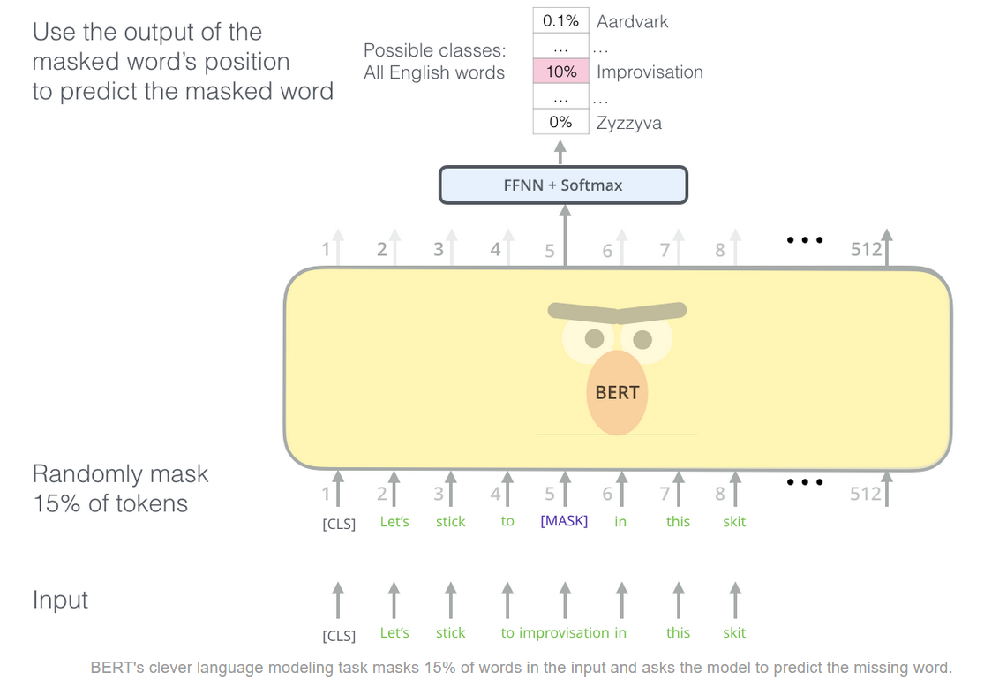 Use the output of the
masked word's position
to predict the masked word
Possible classes:
All English words
0.1% Aardvark
... ...
10% Improvisation
... ...
0% Zyzzyva
FFNN + Softmax
1 2 3 4 5 6 7 8 ••• 512
BERT
Randomly mask
15% of tokens
1 2 3 4 5 6 7 8 ••• 512
[CLS] Let's stick to [MASK] in this skit
Input
[CLS] Let's stick to improvisation in this skit
BERT's clever language modeling task masks 15% of words in the input and asks the model to predict the missing word.